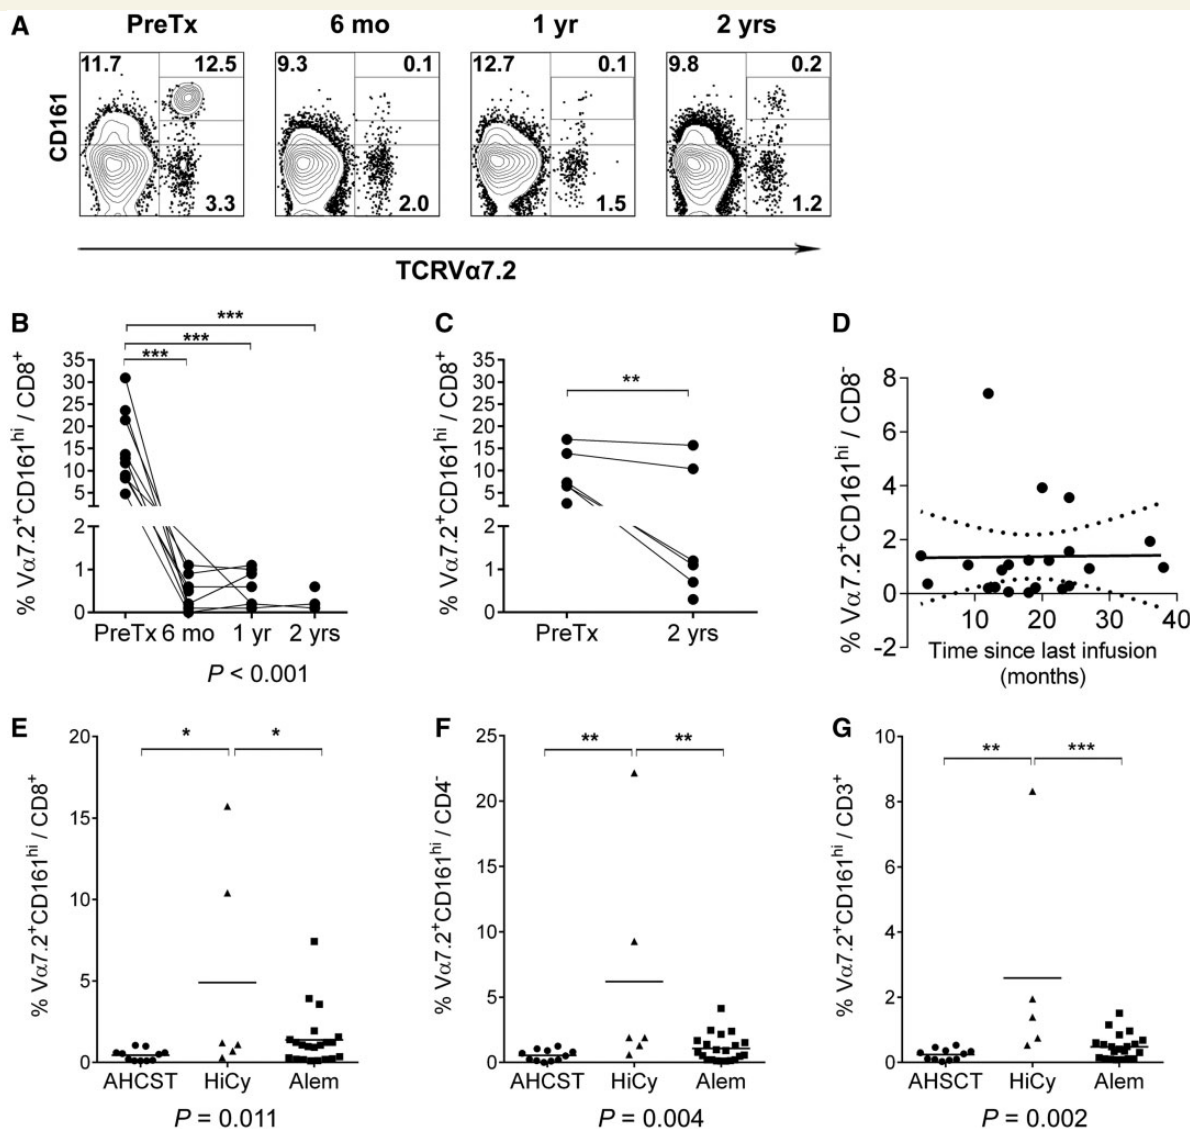 A PreTx 6 mo 1 yr 2 yrs
11.7 12.5 9.3 0.1 12.7 0.1 9.8 0.2
CD161
3.3 2.0 1.5 1.2
TCRVα7.2
B
***
***
***
% Vα7.2⁺CD161ʰⁱ / CD8⁺
35
30
25
20
15
10
5
2
1
0
PreTx 6 mo 1 yr 2 yrs
P < 0.001
C
**
% Vα7.2⁺CD161ʰⁱ / CD8⁺
35
30
25
20
15
10
5
2
1
0
PreTx 2 yrs
D
% Vα7.2⁺CD161ʰⁱ / CD8⁻
8
6
4
2
0
-2
10 20 30 40
Time since last infusion
(months)
E
* *
% Vα7.2⁺CD161ʰⁱ / CD8⁺
20
15
10
5
0
AHCST HiCy Alem
P = 0.011
F
** **
% Vα7.2⁺CD161ʰⁱ / CD4⁻
25
20
15
10
5
0
AHCST HiCy Alem
P = 0.004
G
** ***
% Vα7.2⁺CD161ʰⁱ / CD3⁺
10
8
6
4
2
0
AHSCT HiCy Alem
P = 0.002